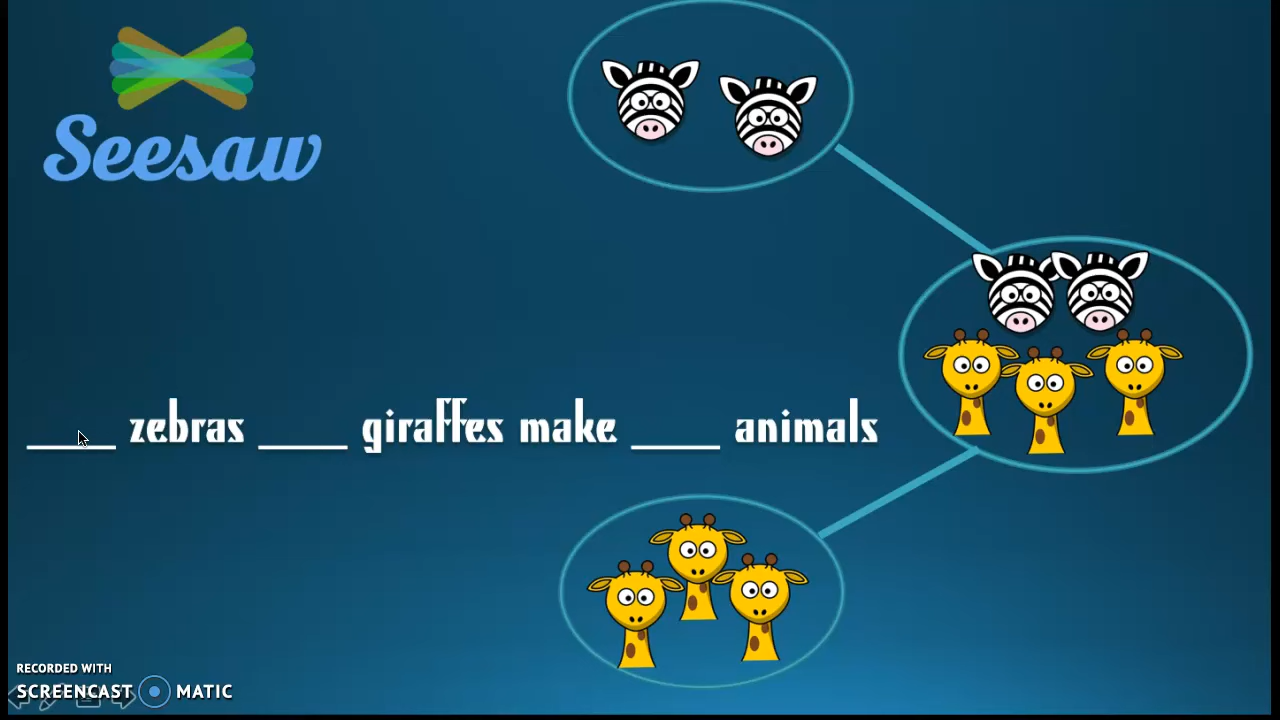 Seesaw
____ zebras ____ giraffes make ____ animals
RECORDED WITH
SCREENCAST MATIC